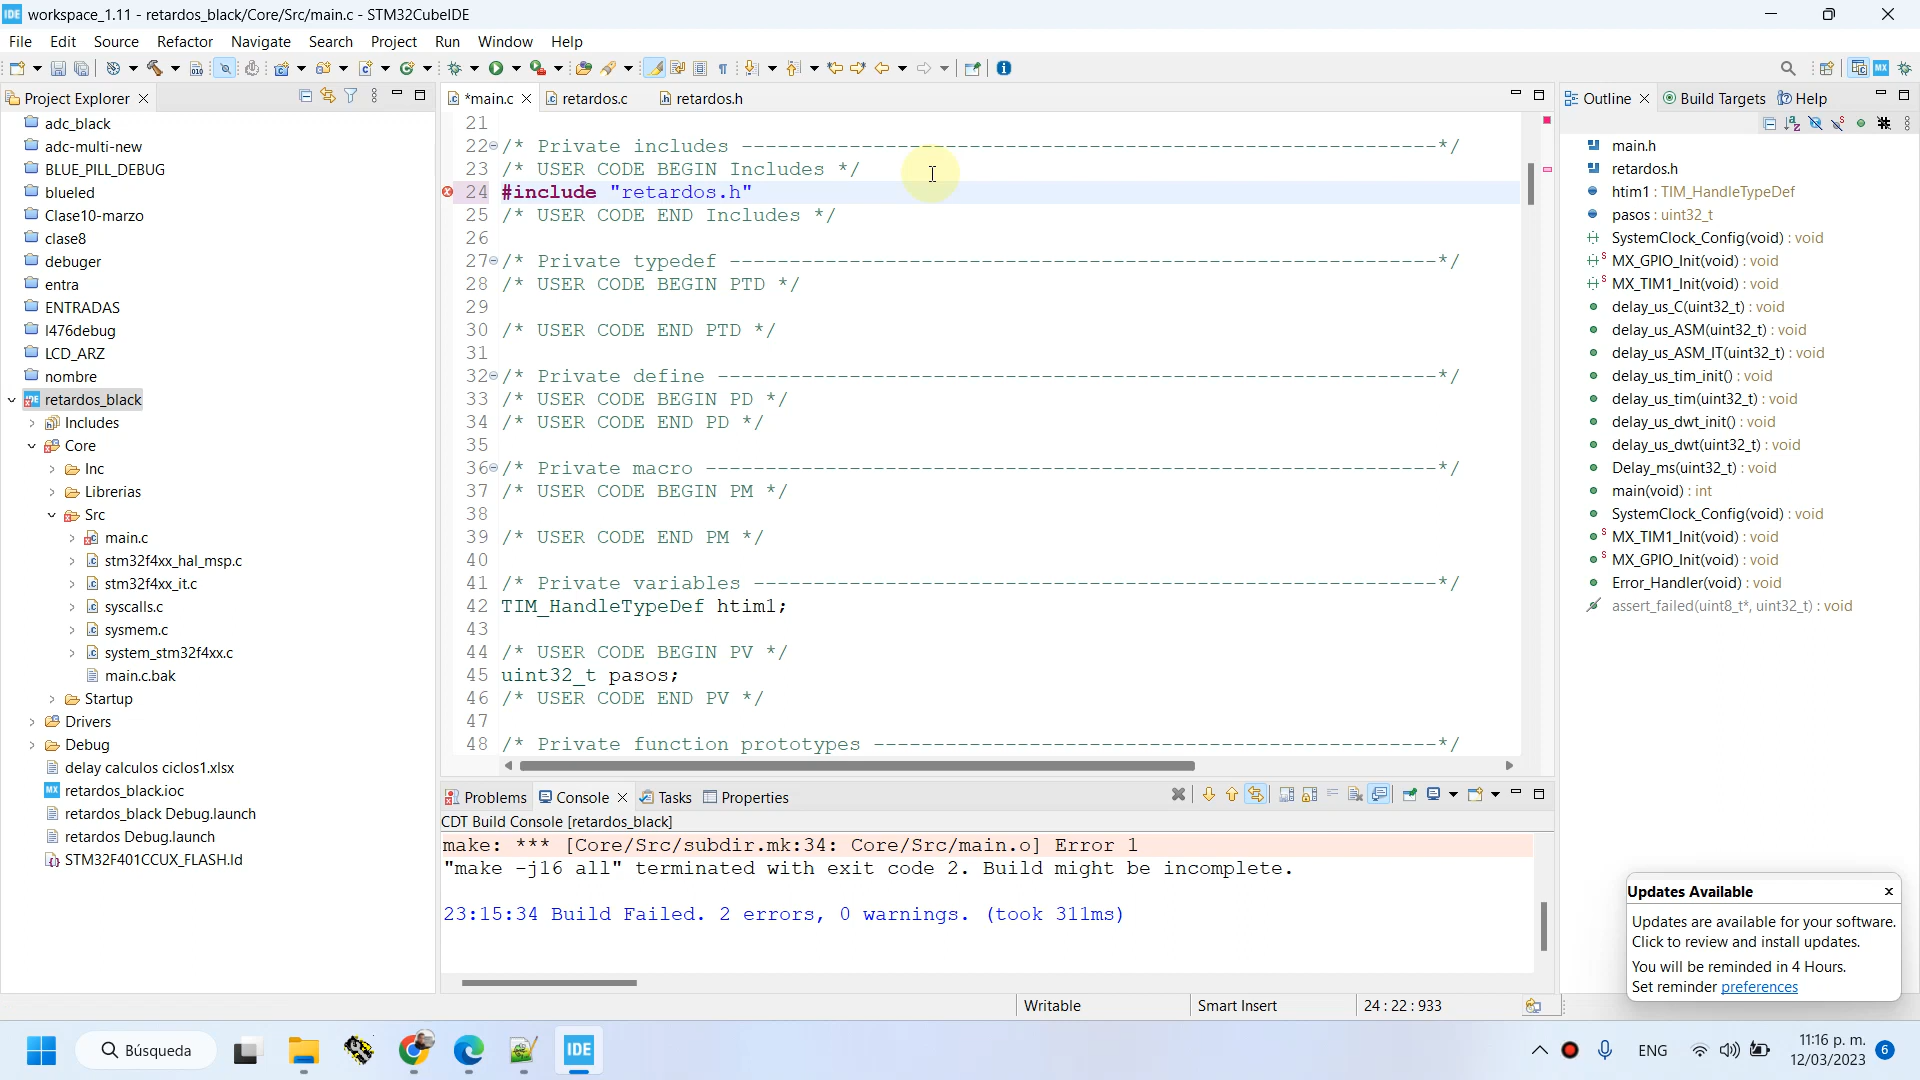 workspace_1.11 - retardos_black/Core/Src/main.c - STM32CubeIDE
File Edit Source Refactor Navigate Search Project Run Window Help
Project Explorer
adc_black
adc-multi-new
BLUE_PILL_DEBUG
blueled
Clase10-marzo
clase8
debuger
entra
ENTRADAS
l476debug
LCD_ARZ
nombre
retardos_black
Includes
Core
Inc
Librerias
Src
main.c
stm32f4xx_hal_msp.c
stm32f4xx_it.c
syscalls.c
sysmem.c
system_stm32f4xx.c
main.c.bak
Startup
Drivers
Debug
delay calculos ciclos1.xlsx
retardos_black.ioc
retardos_black Debug.launch
retardos Debug.launch
STM32F401CCUX_FLASH.ld
*main.c retardos.c retardos.h
21
22 /* Private includes ----------------------------------------------------------*/
23 /* USER CODE BEGIN Includes */
24 #include "retardos.h"
25 /* USER CODE END Includes */
26
27 /* Private typedef -----------------------------------------------------------*/
28 /* USER CODE BEGIN PTD */
29
30 /* USER CODE END PTD */
31
32 /* Private define ------------------------------------------------------------*/
33 /* USER CODE BEGIN PD */
34 /* USER CODE END PD */
35
36 /* Private macro -------------------------------------------------------------*/
37 /* USER CODE BEGIN PM */
38
39 /* USER CODE END PM */
40
41 /* Private variables ---------------------------------------------------------*/
42 TIM_HandleTypeDef htim1;
43
44 /* USER CODE BEGIN PV */
45 uint32_t pasos;
46 /* USER CODE END PV */
47
48 /* Private function prototypes -----------------------------------------------*/
Problems Console Tasks Properties
CDT Build Console [retardos_black]
make: *** [Core/Src/subdir.mk:34: Core/Src/main.o] Error 1
"make -j16 all" terminated with exit code 2. Build might be incomplete.
23:15:34 Build Failed. 2 errors, 0 warnings. (took 311ms)
Outline Build Targets Help
main.h
retardos.h
htim1 : TIM_HandleTypeDef
pasos : uint32_t
SystemClock_Config(void) : void
MX_GPIO_Init(void) : void
MX_TIM1_Init(void) : void
delay_us_C(uint32_t) : void
delay_us_ASM(uint32_t) : void
delay_us_ASM_IT(uint32_t) : void
delay_us_tim_init() : void
delay_us_tim(uint32_t) : void
delay_us_dwt_init() : void
delay_us_dwt(uint32_t) : void
Delay_ms(uint32_t) : void
main(void) : int
SystemClock_Config(void) : void
MX_TIM1_Init(void) : void
MX_GPIO_Init(void) : void
Error_Handler(void) : void
assert_failed(uint8_t*, uint32_t) : void
Updates Available
Updates are available for your software.
Click to review and install updates.
You will be reminded in 4 Hours.
Set reminder preferences
Writable Smart Insert 24 : 22 : 933
Búsqueda
IDE
ENG
11:16 p. m.
12/03/2023
6